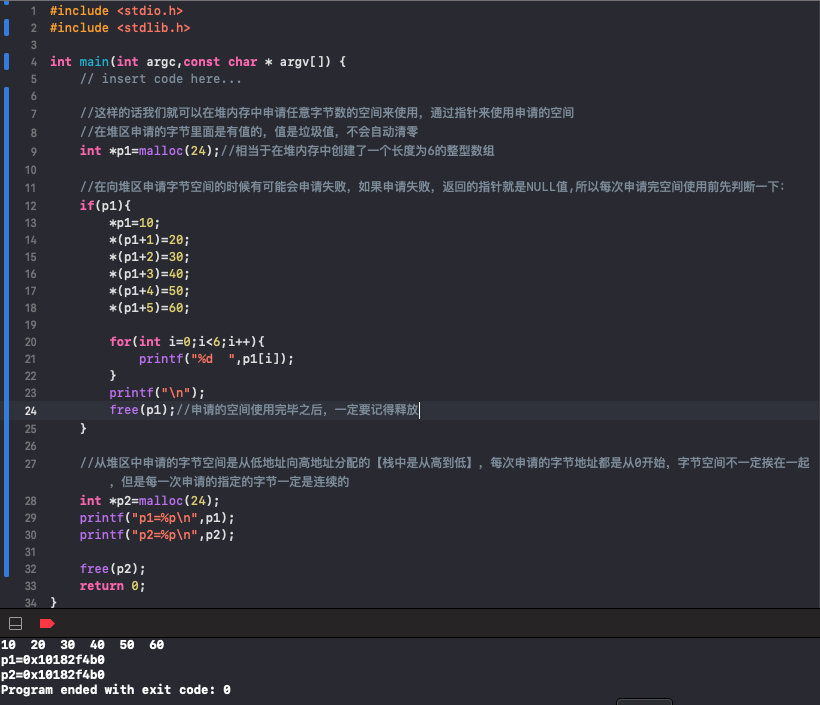 1 #include <stdio.h>
2 #include <stdlib.h>
3
4 int main(int argc,const char * argv[]) {
5     // insert code here...
6
7     //这样的话我们就可以在堆内存中申请任意字节数的空间来使用，通过指针来使用申请的空间
8     //在堆区申请的字节里面是有值的，值是垃圾值，不会自动清零
9     int *p1=malloc(24);//相当于在堆内存中创建了一个长度为6的整型数组
10
11     //在向堆区申请字节空间的时候有可能会申请失败，如果申请失败，返回的指针就是NULL值,所以每次申请完空间使用前先判断一下:
12     if(p1){
13         *p1=10;
14         *(p1+1)=20;
15         *(p1+2)=30;
16         *(p1+3)=40;
17         *(p1+4)=50;
18         *(p1+5)=60;
19
20         for(int i=0;i<6;i++){
21             printf("%d  ",p1[i]);
22         }
23         printf("\n");
24         free(p1);//申请的空间使用完毕之后，一定要记得释放
25     }
26
27     //从堆区中申请的字节空间是从低地址向高地址分配的【栈中是从高到低】，每次申请的字节地址都是从0开始，字节空间不一定挨在一起
，但是每一次申请的指定的字节一定是连续的
28     int *p2=malloc(24);
29     printf("p1=%p\n",p1);
30     printf("p2=%p\n",p2);
31
32     free(p2);
33     return 0;
34 }
10  20  30  40  50  60
p1=0x10182f4b0
p2=0x10182f4b0
Program ended with exit code: 0